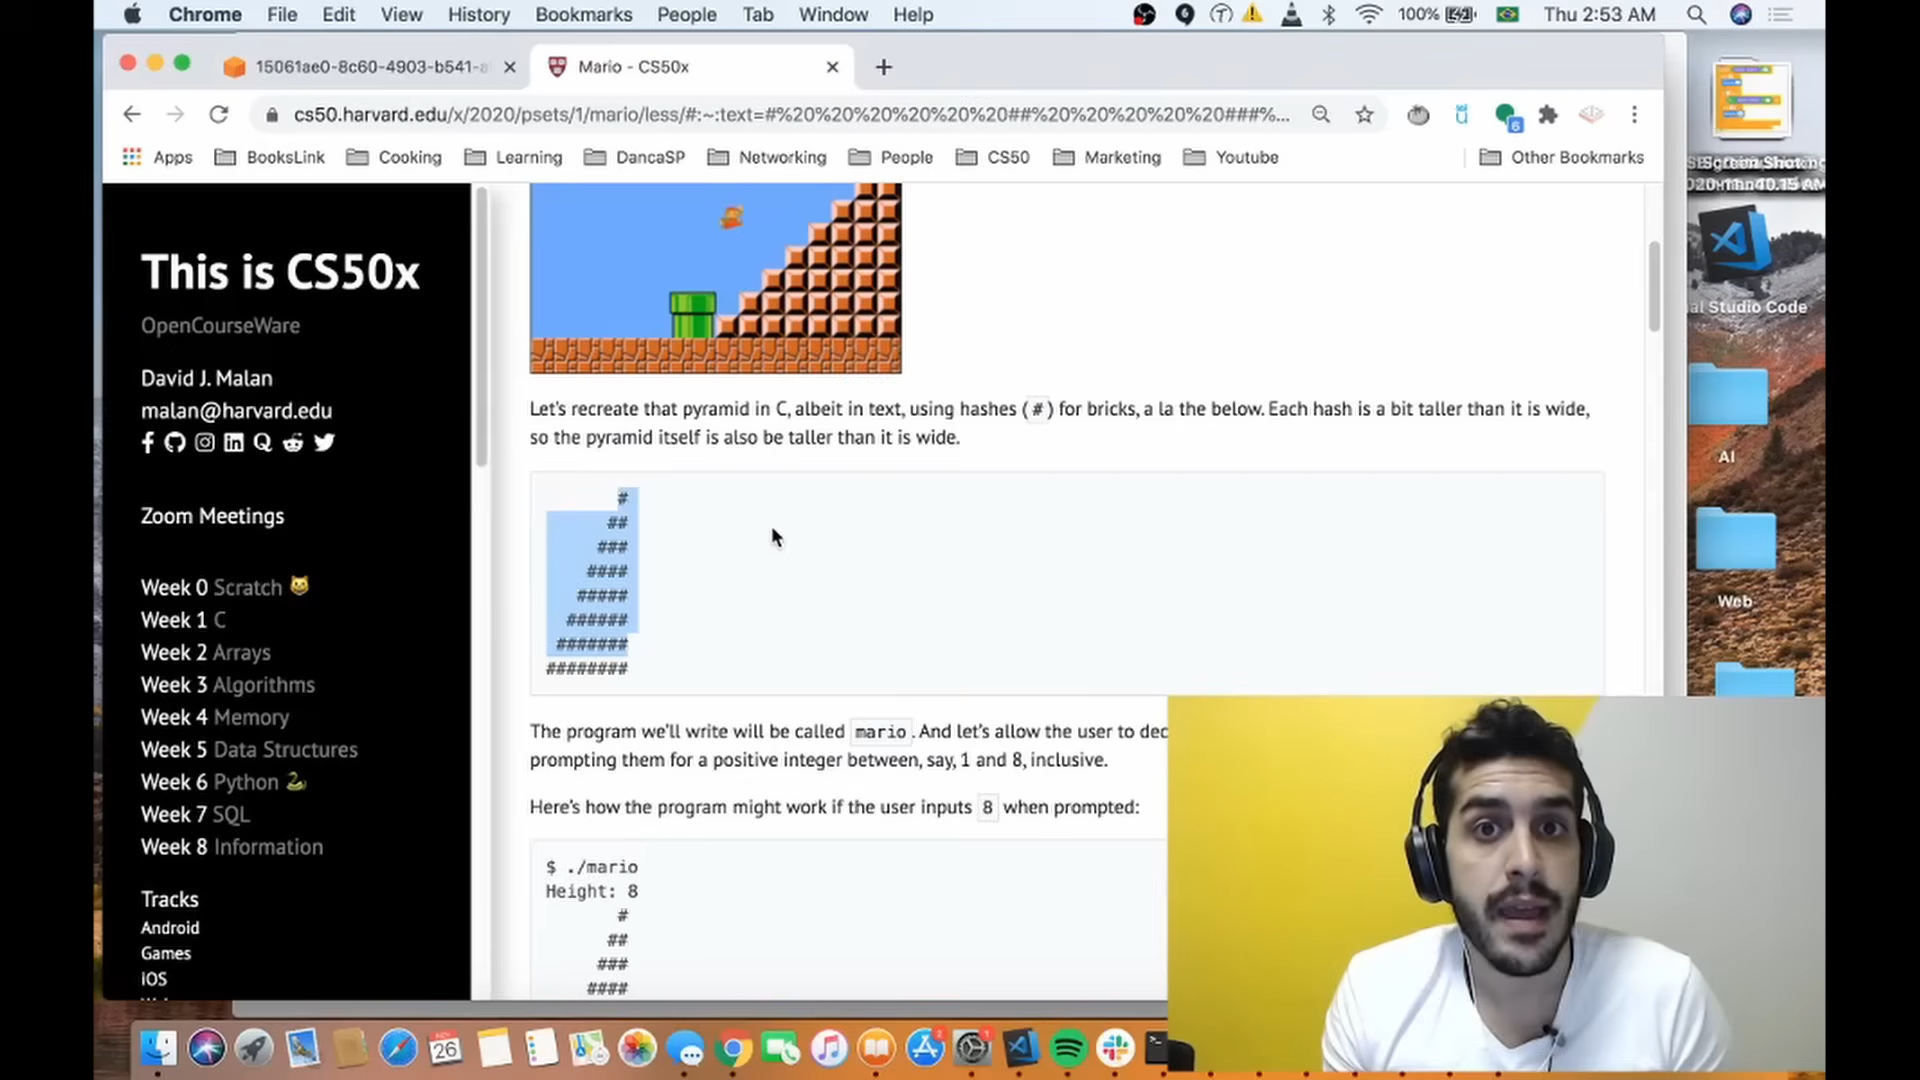 Chrome File Edit View History Bookmarks People Tab Window Help
100% Thu 2:53 AM
15061ae0-8c60-4903-b541-a
Mario - CS50x
cs50.harvard.edu/x/2020/psets/1/mario/less/#:~:text=#%20%20%20%20%20%20##%20%20%20%20%20###%...
6
Apps BooksLink Cooking Learning DancaSP Networking People CS50 Marketing Youtube Other Bookmarks
This is CS50x
OpenCourseWare
David J. Malan
malan@harvard.edu
Zoom Meetings
Week 0 Scratch
Week 1 C
Week 2 Arrays
Week 3 Algorithms
Week 4 Memory
Week 5 Data Structures
Week 6 Python
Week 7 SQL
Week 8 Information
Tracks
Android
Games
iOS
Let's recreate that pyramid in C, albeit in text, using hashes (#) for bricks, a la the below. Each hash is a bit taller than it is wide,
so the pyramid itself is also be taller than it is wide.
#
##
###
####
#####
######
#######
########
The program we'll write will be called mario. And let's allow the user to dec
prompting them for a positive integer between, say, 1 and 8, inclusive.
Here's how the program might work if the user inputs 8 when prompted:
$ ./mario
Height: 8
#
##
###
####
al Studio Code
AI
Web
26